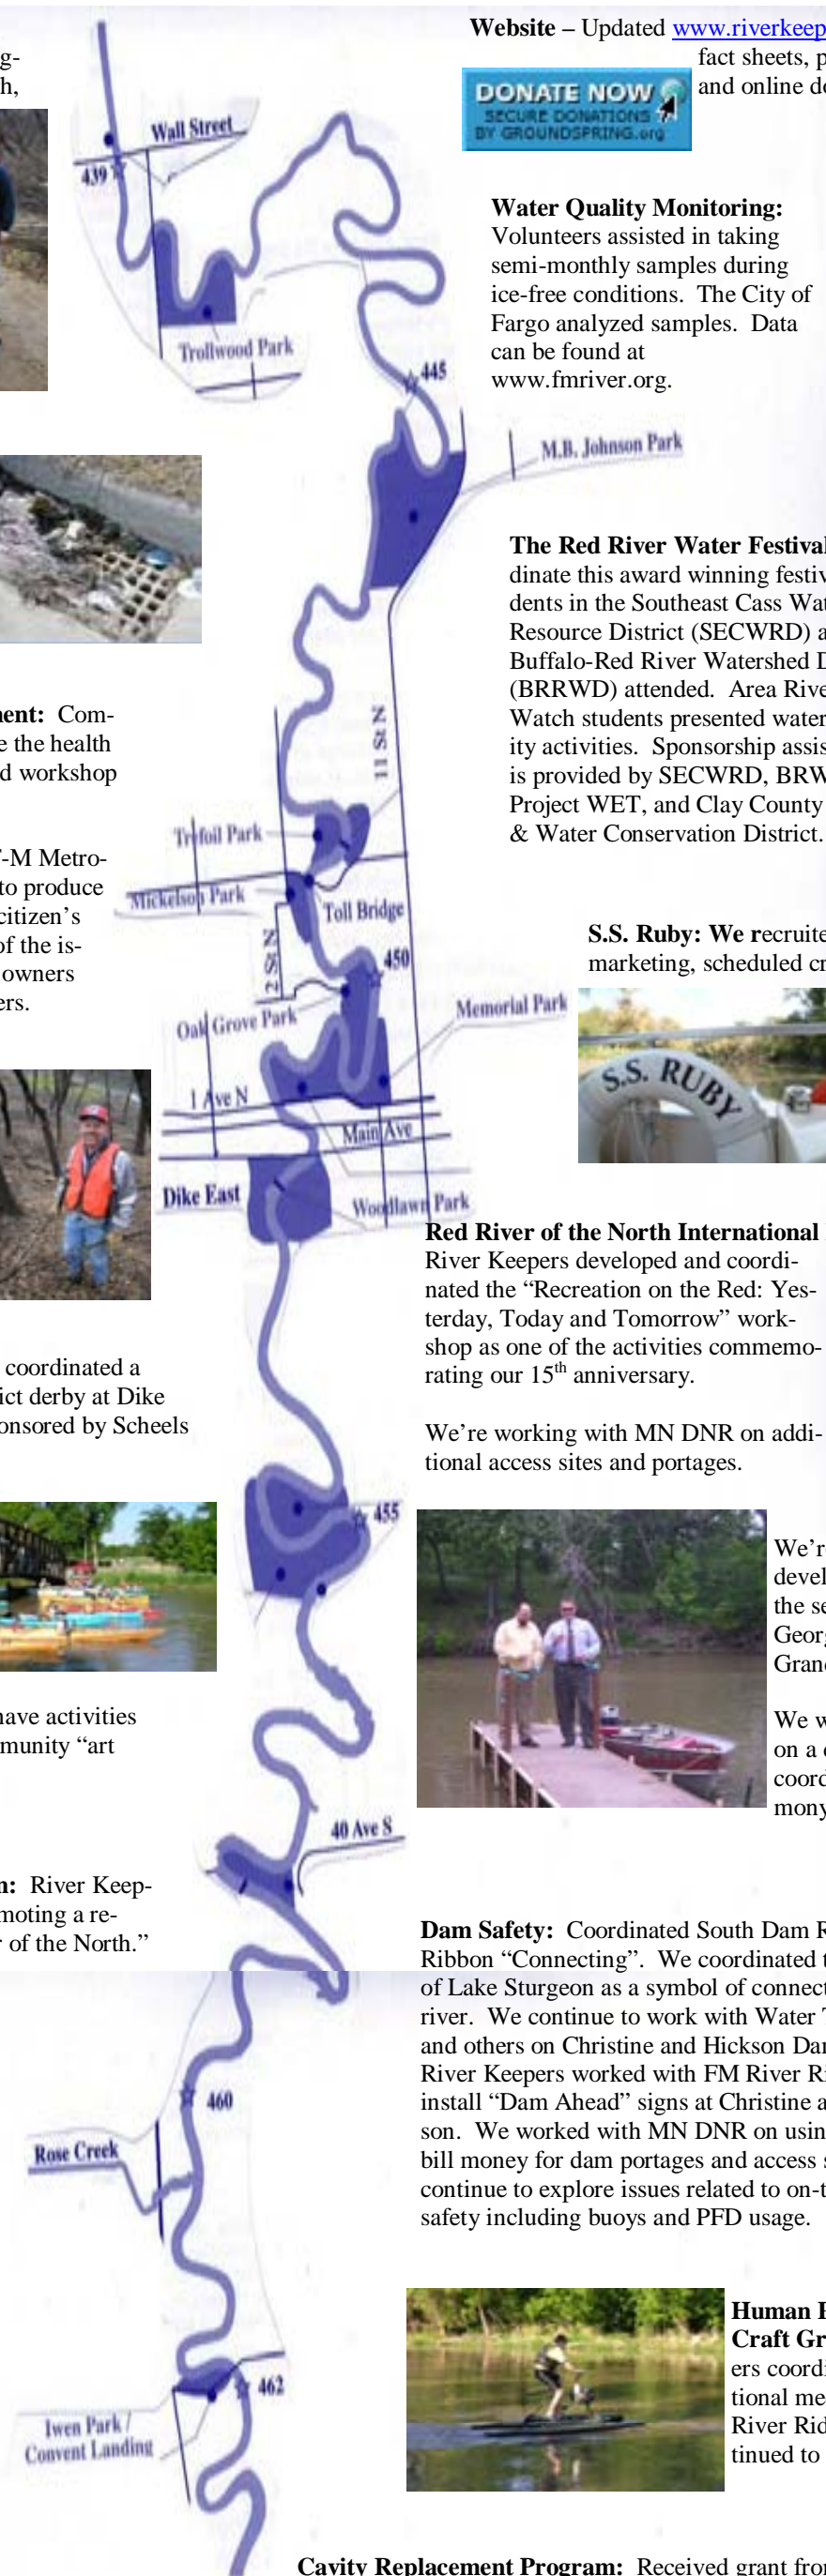 Website – Updated www.riverkeep
fact sheets, p
and online do
DONATE NOW
SECURE DONATIONS
BY GROUNDSPRING.org
g-
h,
Water Quality Monitoring:
Volunteers assisted in taking
semi-monthly samples during
ice-free conditions. The City of
Fargo analyzed samples. Data
can be found at
www.fmriver.org.
Wall Street
439
Trollwood Park
445
M.B. Johnson Park
The Red River Water Festival
dinate this award winning festiv
dents in the Southeast Cass Wat
Resource District (SECWRD) a
Buffalo-Red River Watershed D
(BRRWD) attended. Area Rive
Watch students presented water
ity activities. Sponsorship assis
is provided by SECWRD, BRW
Project WET, and Clay County
& Water Conservation District.
ment: Com-
e the health
d workshop
F-M Metro-
to produce
citizen's
of the is-
owners
ers.
11 St N
Trefoil Park
Mickelson Park
Toll Bridge
2 St N
450
Oak Grove Park
Memorial Park
1 Ave N
Main Ave
Dike East
Woodlawn Park
S.S. Ruby: We recruite
marketing, scheduled cr
S.S. RUBY
Red River of the North International
River Keepers developed and coordi-
nated the “Recreation on the Red: Yes-
terday, Today and Tomorrow” work-
shop as one of the activities commemo-
rating our 15th anniversary.
We're working with MN DNR on addi-
tional access sites and portages.
coordinated a
ict derby at Dike
onsored by Scheels
455
We'r
devel
the se
Georg
Grand
We w
on a c
coord
mony
have activities
munity “art
40 Ave S
n: River Keep-
moting a re-
r of the North.”
Dam Safety: Coordinated South Dam R
Ribbon “Connecting”. We coordinated t
of Lake Sturgeon as a symbol of connect
river. We continue to work with Water T
and others on Christine and Hickson Dam
River Keepers worked with FM River Ri
install “Dam Ahead” signs at Christine a
son. We worked with MN DNR on usin
bill money for dam portages and access s
continue to explore issues related to on-t
safety including buoys and PFD usage.
460
Rose Creek
462
Iwen Park /
Convent Landing
Human P
Craft Gr
ers coordi
tional me
River Rid
tinued to
Cavity Replacement Program: Received grant from